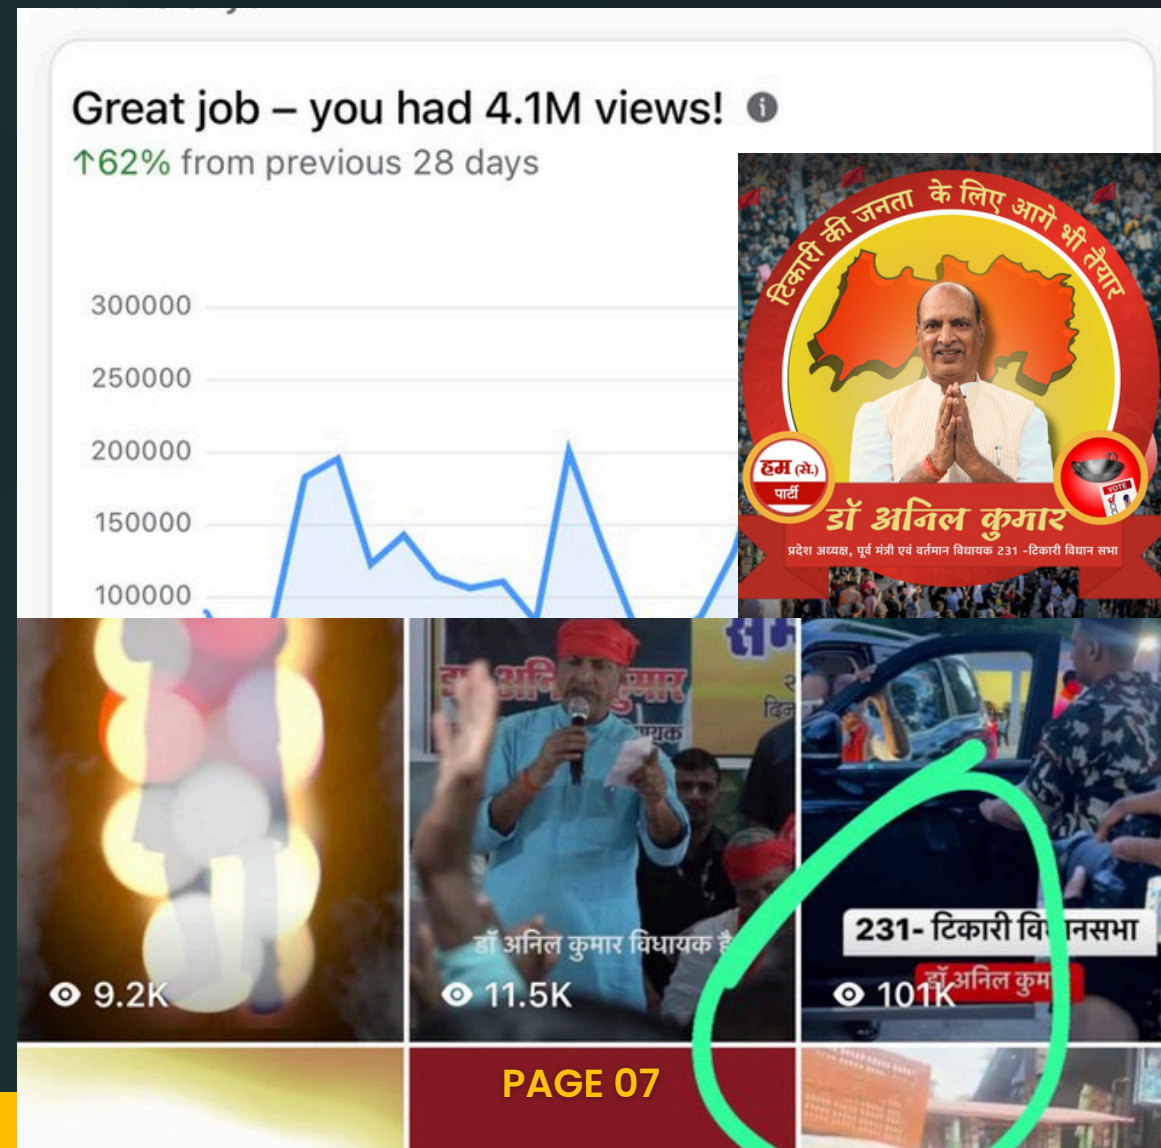 Great job – you had 4.1M views!
↑62% from previous 28 days
300000
250000
200000
150000
100000
टिकारी की जनता के लिए आगे भी तैयार
हम (से.)
पार्टी
VOTE
डॉ अनिल कुमार
प्रदेश अध्यक्ष, पूर्व मंत्री एवं वर्तमान विधायक 231 -टिकारी विधान सभा
डॉ अनिल कुमार विधायक है
231- टिकारी विधानसभा
डॉ अनिल कुम
9.2K
11.5K
101K
PAGE 07